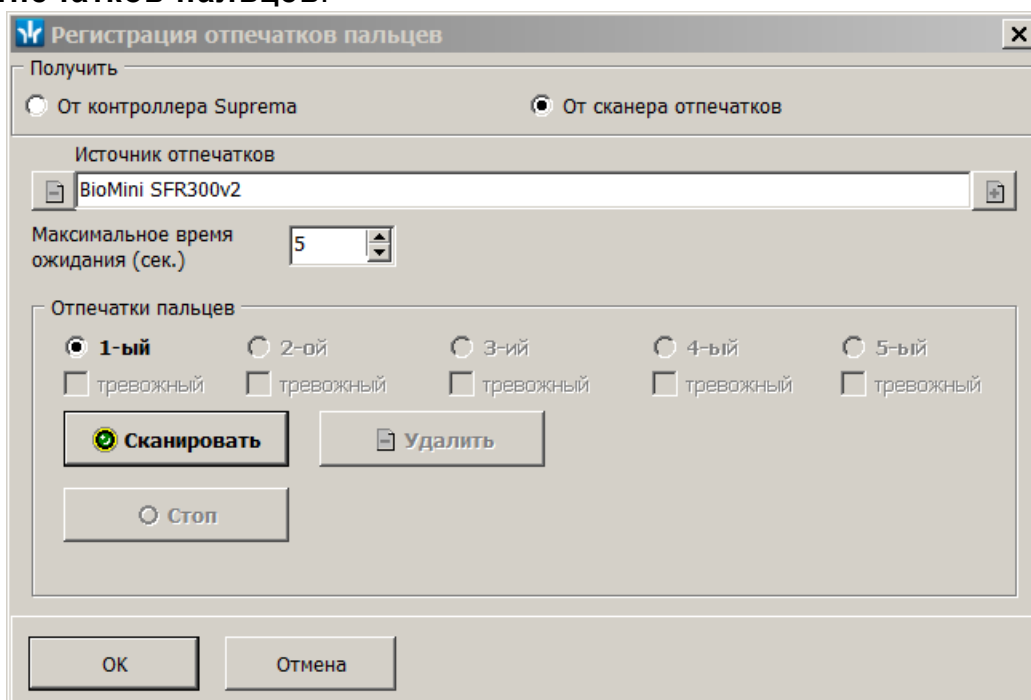 Регистрация отпечатков пальцев
Получить
От контроллера Suprema От сканера отпечатков
Источник отпечатков
BioMini SFR300v2
Максимальное время
ожидания (сек.)
5
Отпечатки пальцев
1-ый 2-ой 3-ий 4-ый 5-ый
тревожный тревожный тревожный тревожный тревожный
Сканировать Удалить
Стоп
ОК Отмена